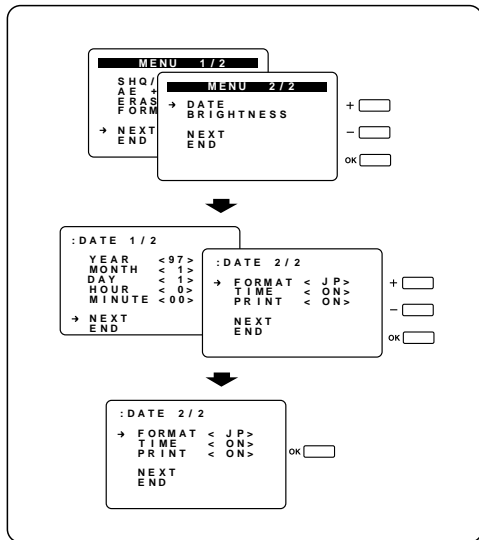 MENU 1/2
SHQ/
AE +
ERAS
FORM
→ NEXT
END
MENU 2/2
→ DATE
BRIGHTNESS
NEXT
END
+
−
OK
:DATE 1/2
YEAR <97>
MONTH < 1>
DAY < 1>
HOUR < 0>
MINUTE <00>
→ NEXT
END
:DATE 2/2
→ FORMAT < JP>
TIME < ON>
PRINT < ON>
NEXT
END
+
−
OK
:DATE 2/2
→ FORMAT < JP>
TIME < ON>
PRINT < ON>
NEXT
END
OK